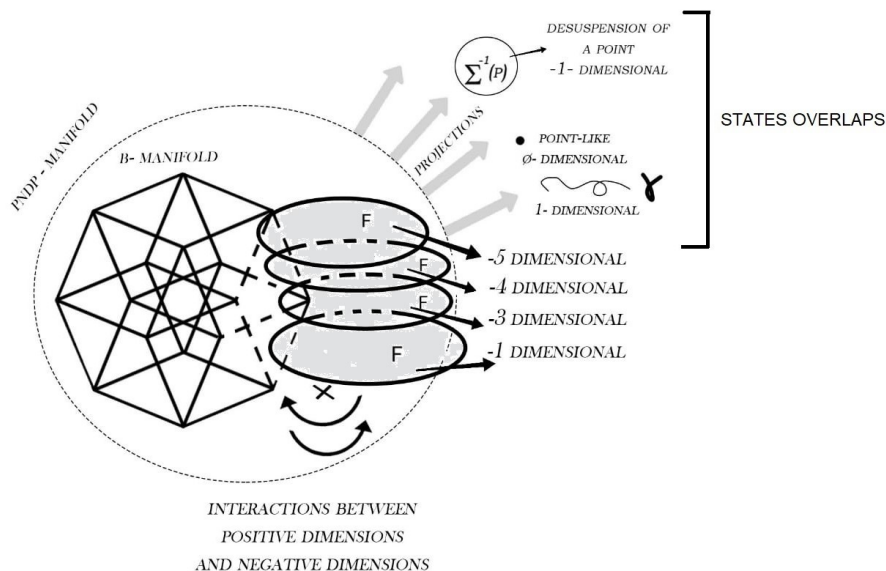 DESUSPENSION OF
A POINT
-1- DIMENSIONAL
Σ⁻¹(P)
STATES OVERLAPS
PROJECTIONS
POINT-LIKE
Ø- DIMENSIONAL
γ
1- DIMENSIONAL
PNDP - MANIFOLD
B- MANIFOLD
F
-5 DIMENSIONAL
F
-4 DIMENSIONAL
F
-3 DIMENSIONAL
F
-1 DIMENSIONAL
×
INTERACTIONS BETWEEN
POSITIVE DIMENSIONS
AND NEGATIVE DIMENSIONS